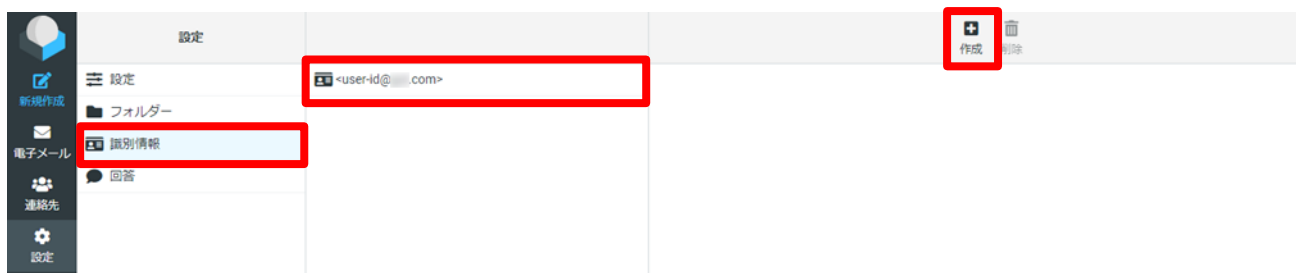 新規作成
電子メール
連絡先
設定
設定
設定
フォルダー
識別情報
回答
<user-id@ .com>
作成
削除